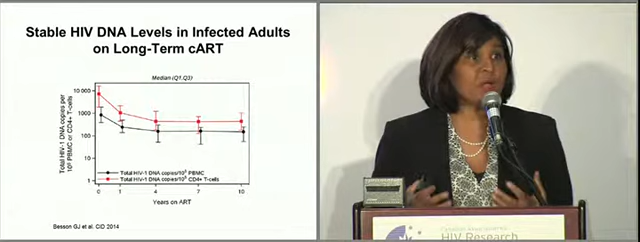 Stable HIV DNA Levels in Infected Adults
on Long-Term cART
Median (Q1,Q3)
Total HIV-1 DNA copies per
10⁶ PBMC or CD4+ T-cells
10 000
1000
100
10
1
Total HIV-1 DNA copies/10⁶ PBMC
Total HIV-1 DNA copies/10⁶ CD4+ T-cells
0 1 4 7 10
Years on ART
Besson GJ et al. CID 2014
HIV Research